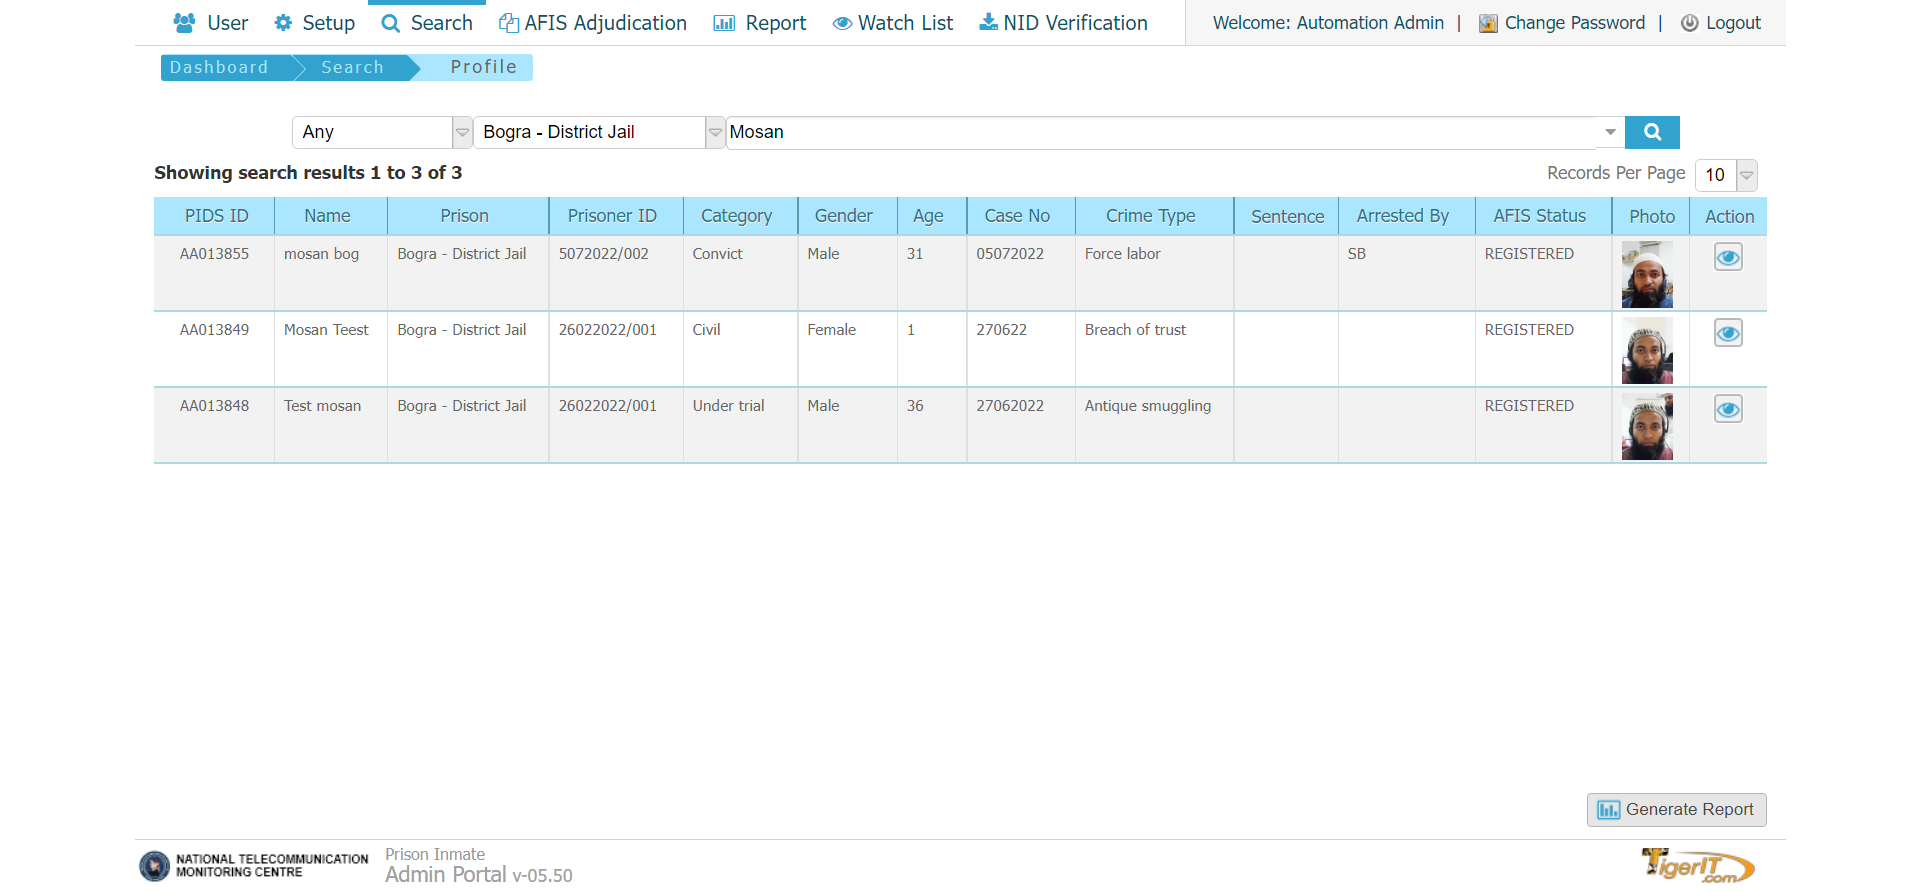 User Setup Search AFIS Adjudication Report Watch List NID Verification Welcome: Automation Admin | Change Password | Logout
Dashboard Search Profile
Any Bogra - District Jail Mosan
Showing search results 1 to 3 of 3 Records Per Page 10
PIDS ID Name Prison Prisoner ID Category Gender Age Case No Crime Type Sentence Arrested By AFIS Status Photo Action
AA013855 mosan bog Bogra - District Jail 5072022/002 Convict Male 31 05072022 Force labor SB REGISTERED
AA013849 Mosan Teest Bogra - District Jail 26022022/001 Civil Female 1 270622 Breach of trust REGISTERED
AA013848 Test mosan Bogra - District Jail 26022022/001 Under trial Male 36 27062022 Antique smuggling REGISTERED
Generate Report
NATIONAL TELECOMMUNICATION
MONITORING CENTRE
Prison Inmate
Admin Portal v-05.50
TigerIT
.com